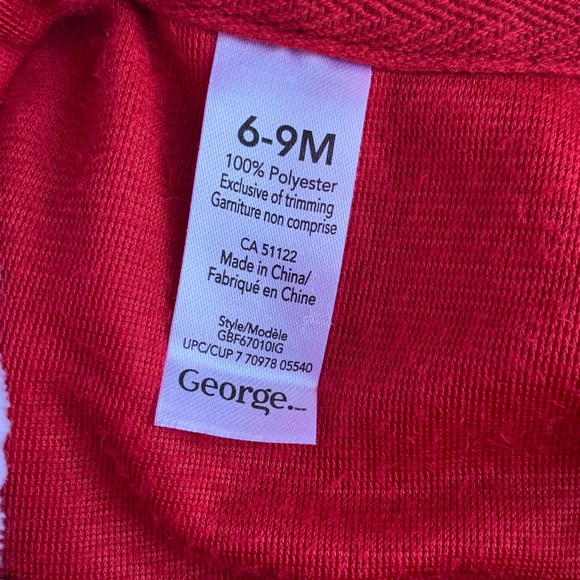 6-9M
100% Polyester
Exclusive of trimming
Garniture non comprise
CA 51122
Made in China/
Fabriqué en Chine
Style/Modèle
GBF67010IG
UPC/CUP 7 70978 05540
George.